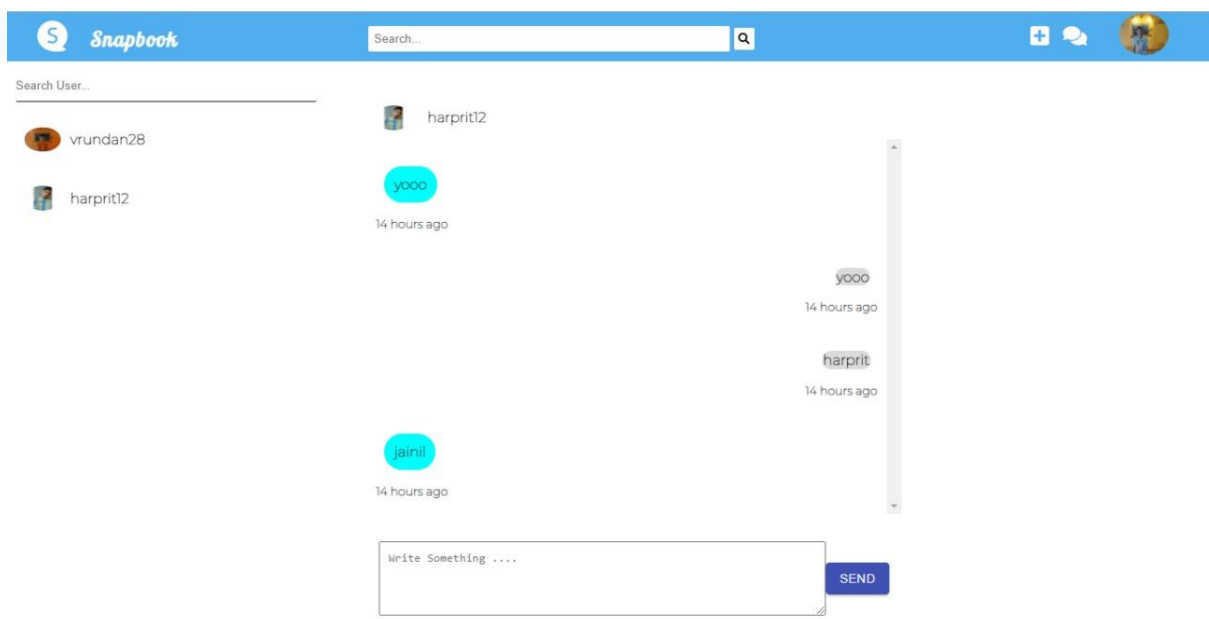 S Snapbook
Search...
Search User...
vrundan28
harprit12
harprit12
yooo
14 hours ago
yooo
14 hours ago
harprit
14 hours ago
jainil
14 hours ago
Write Something ....
SEND